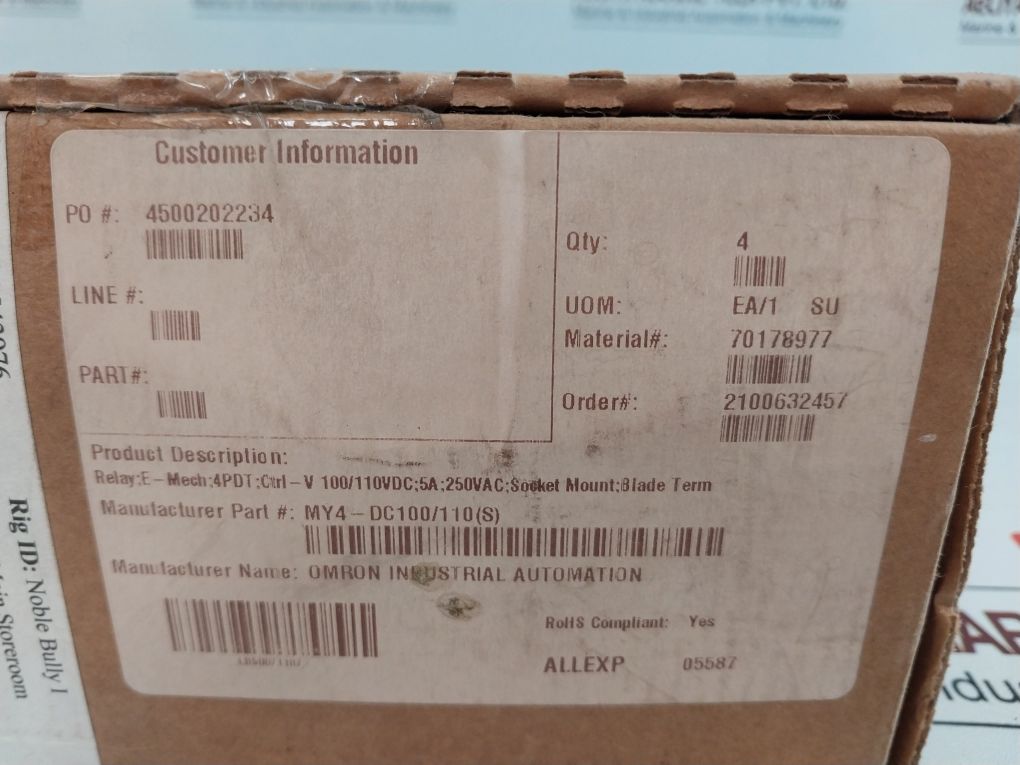 Customer Information
PO #: 4500202234
LINE #:
PART#:
Qty: 4
UOM: EA/1 SU
Material#: 70178977
Order#: 2100632457
Product Description:
Relay;E-Mech;4PDT;Ctrl-V 100/110VDC;5A;250VAC;Socket Mount;Blade Term
Manufacturer Part #: MY4-DC100/110(S)
Manufacturer Name: OMRON INDUSTRIAL AUTOMATION
RoHS Compliant: Yes
ALLEXP 05587
Rig ID: Noble Bully I
Storeroom